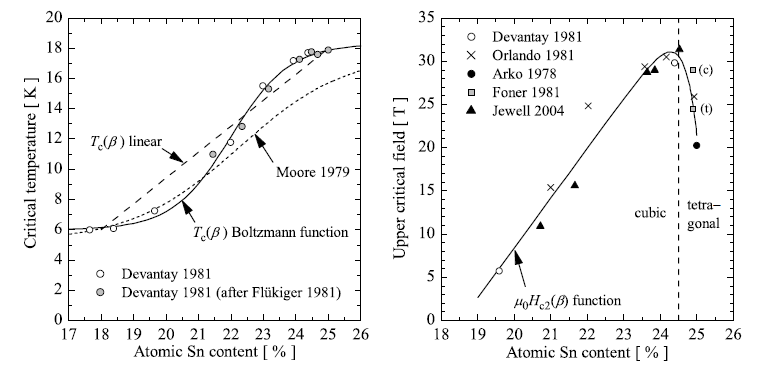 Critical temperature [ K ]
20
18
16
14
12
10
8
6
4
2
0
Tc(β) linear
Moore 1979
Tc(β) Boltzmann function
Devantay 1981
Devantay 1981 (after Flükiger 1981)
17 18 19 20 21 22 23 24 25 26
Atomic Sn content [ % ]
Upper critical field [ T ]
35
30
25
20
15
10
5
0
Devantay 1981
Orlando 1981
Arko 1978
Foner 1981
Jewell 2004
(c)
(t)
cubic
tetra-
gonal
μ0Hc2(β) function
18 19 20 21 22 23 24 25 26
Atomic Sn content [ % ]